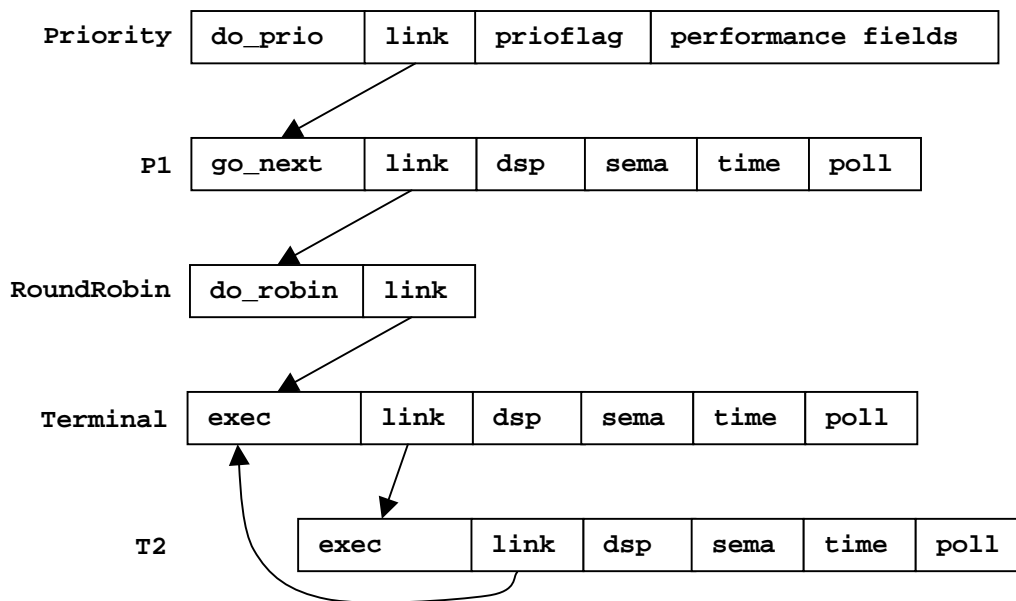 Priority do_prio link prioflag performance fields
P1 go_next link dsp sema time poll
RoundRobin do_robin link
Terminal exec link dsp sema time poll
T2 exec link dsp sema time poll